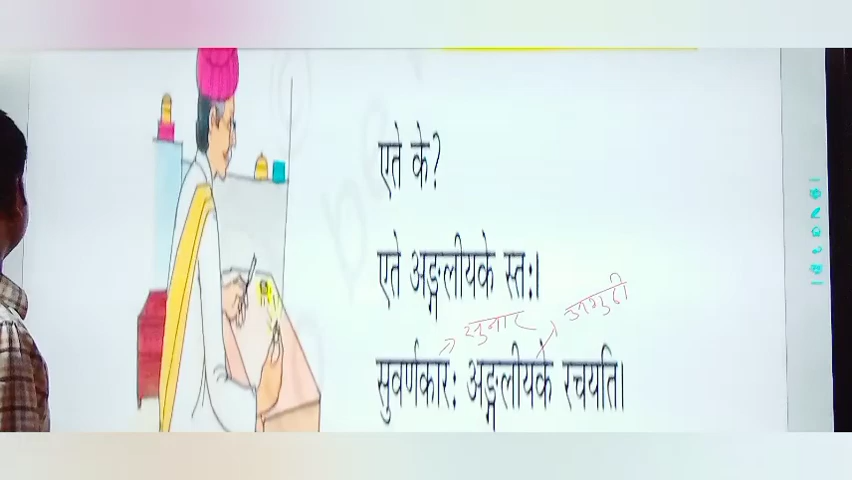 एते के?
एते अङ्गुलीयके स्तः।
सुनार अंगुठी
सुवर्णकारः अङ्गुलीयके रचयति।